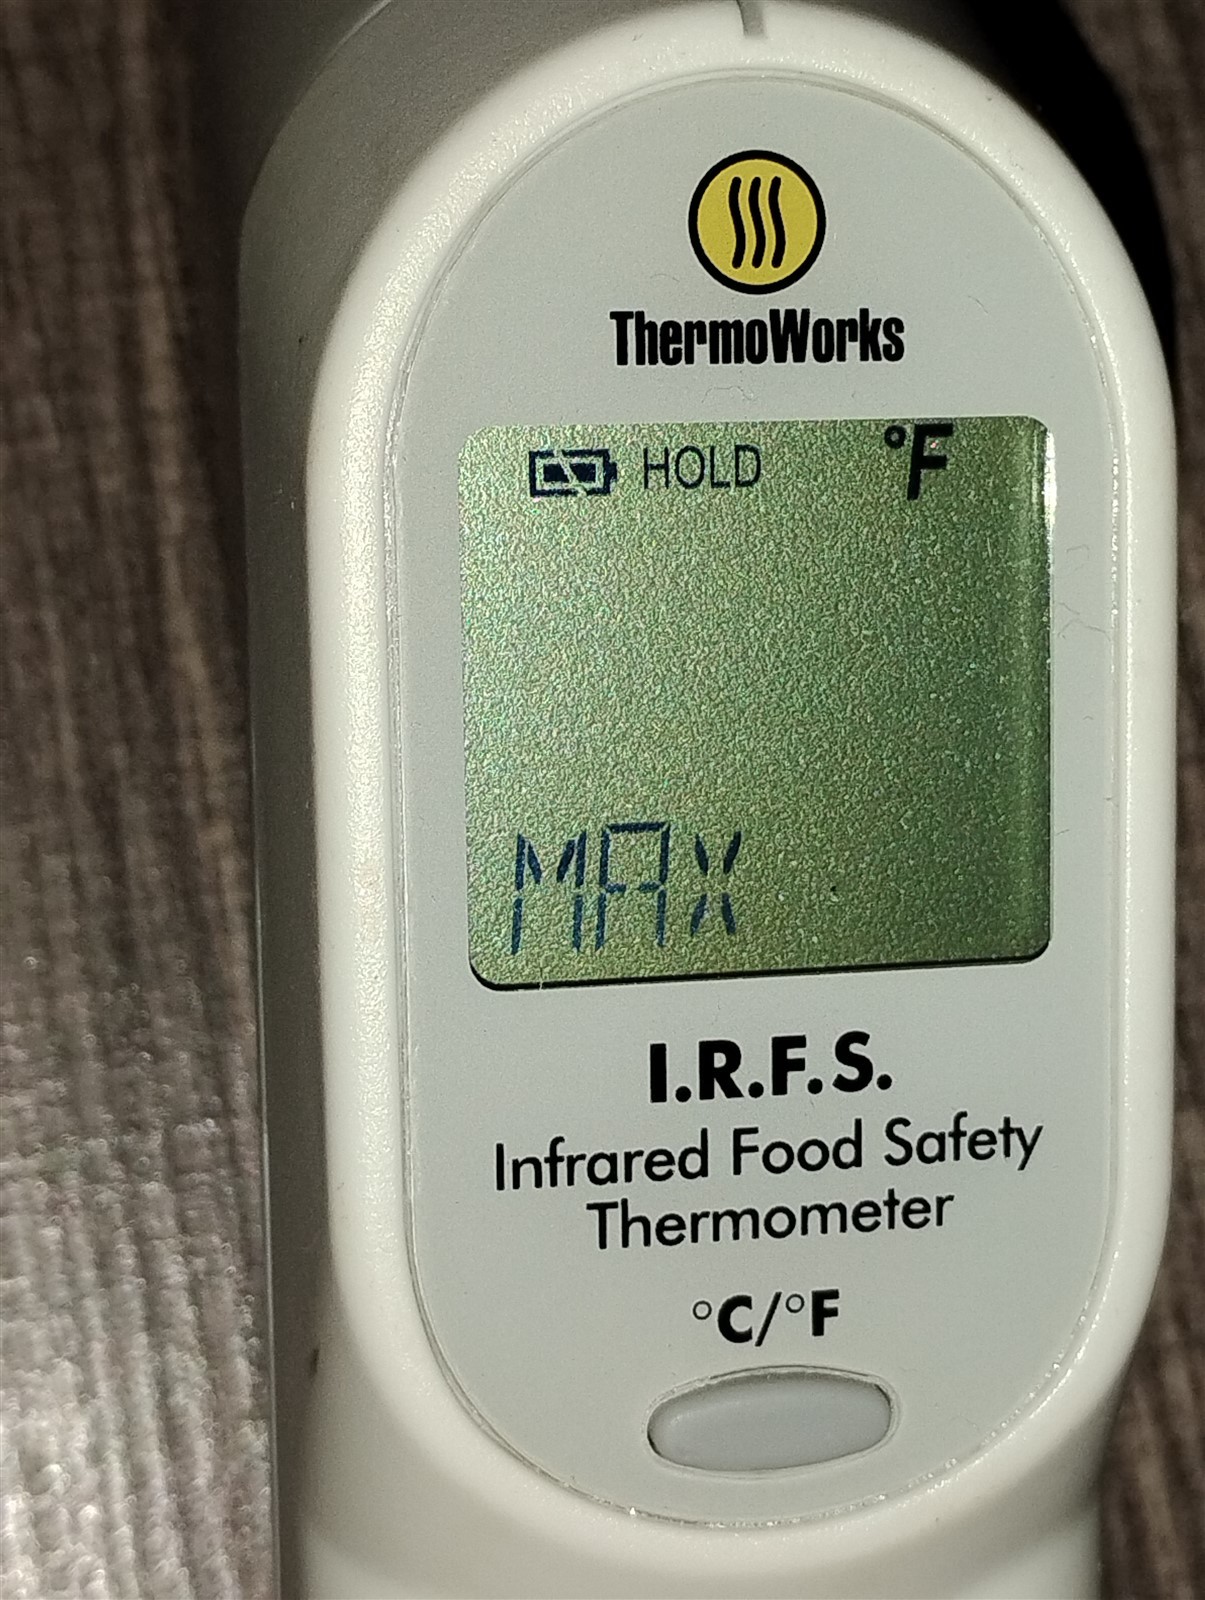 ThermoWorks
HOLD °F
MAX
I.R.F.S.
Infrared Food Safety
Thermometer
°C/°F